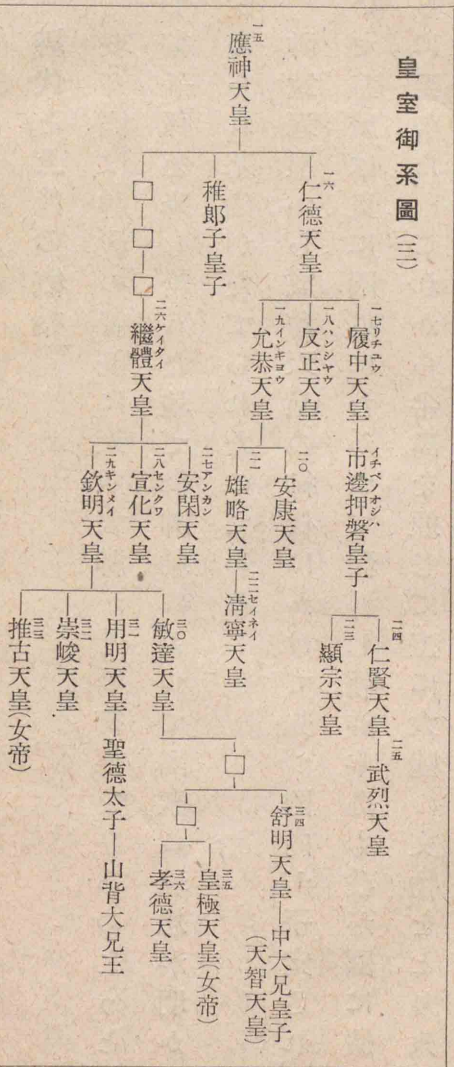 皇室御系圖(三)
一五
應神天皇
一六
仁德天皇
稚郎子皇子
□─□─□
一七リチユウ
履中天皇
一八ハンシヤウ
反正天皇
一九インキヨウ
允恭天皇
二六ケイタイ
繼體天皇
イチベノオシハ
市邊押磐皇子
二〇
安康天皇
二一
雄略天皇
二二セイネイ
淸寧天皇
二七アンカン
安閑天皇
二八センクワ
宣化天皇
二九キンメイ
欽明天皇
二四
仁賢天皇
二五
武烈天皇
二三
顯宗天皇
三〇
敏達天皇
三一
用明天皇
聖德太子
山背大兄王
三二
崇峻天皇
三三
推古天皇(女帝)
□
三四
舒明天皇
中大兄皇子
(天智天皇)
□
三五
皇極天皇(女帝)
三六
孝德天皇